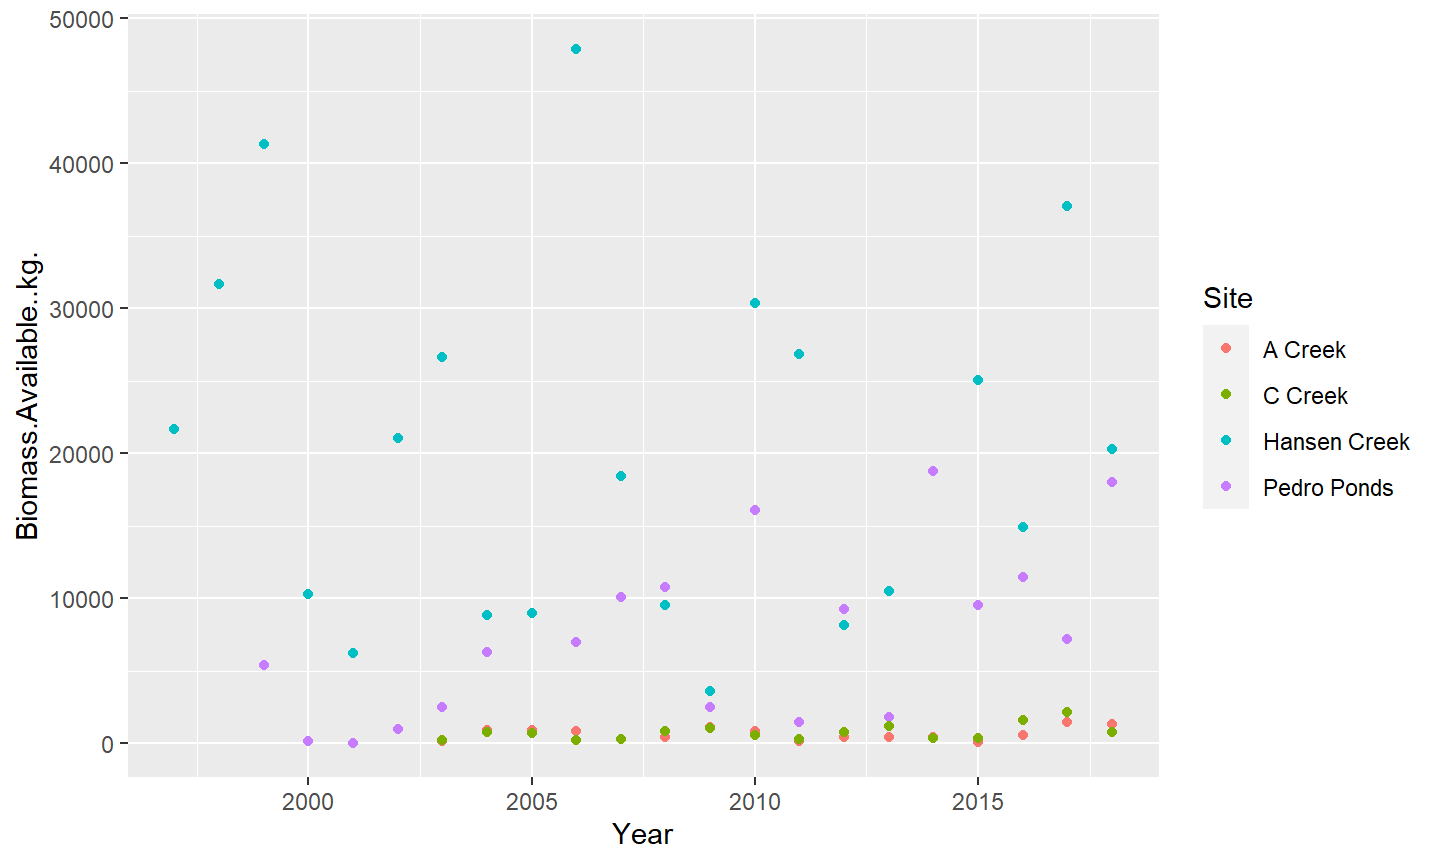 50000
40000
30000
20000
10000
0
Biomass.Available..kg.
2000 2005 2010 2015
Year
Site
A Creek
C Creek
Hansen Creek
Pedro Ponds